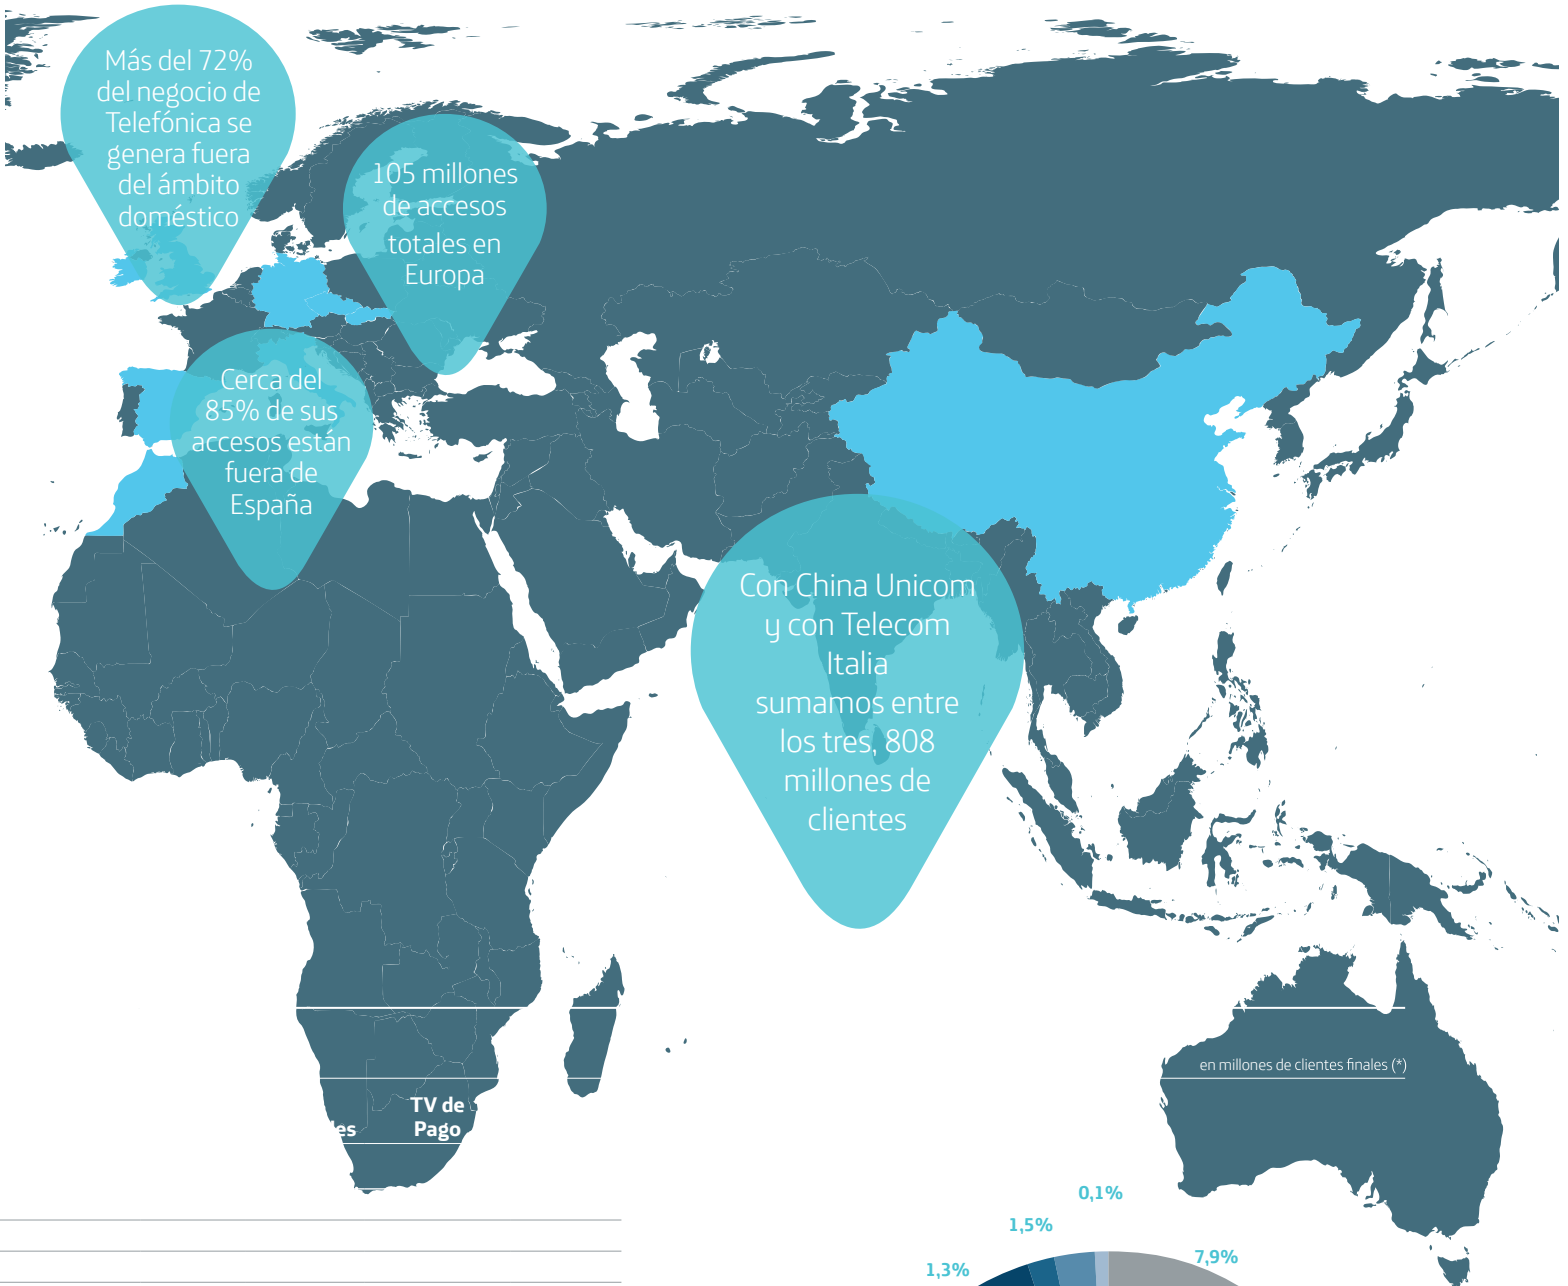 Más del 72%
del negocio de
Telefónica se
genera fuera
del ámbito
doméstico
105 millones
de accesos
totales en
Europa
Cerca del
85% de sus
accesos están
fuera de
España
Con China Unicom
y con Telecom
Italia
sumamos entre
los tres, 808
millones de
clientes
en millones de clientes finales (*)
TV de
es Pago
0,1%
1,5%
7,9%
1,3%